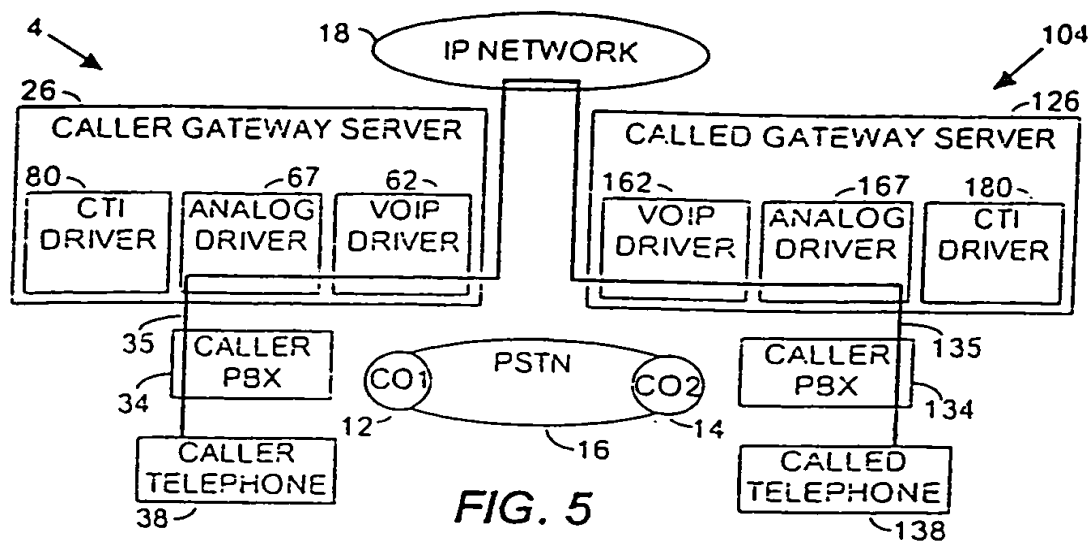 4
18
IP NETWORK
104
26
126
CALLER GATEWAY SERVER
CALLED GATEWAY SERVER
80
67
62
162
167
180
CTI
DRIVER
ANALOG
DRIVER
VOIP
DRIVER
VOIP
DRIVER
ANALOG
DRIVER
CTI
DRIVER
35
135
CALLER
PBX
34
CO1
PSTN
CO2
CALLER
PBX
134
12
16
14
CALLER
TELEPHONE
38
CALLED
TELEPHONE
138
FIG. 5